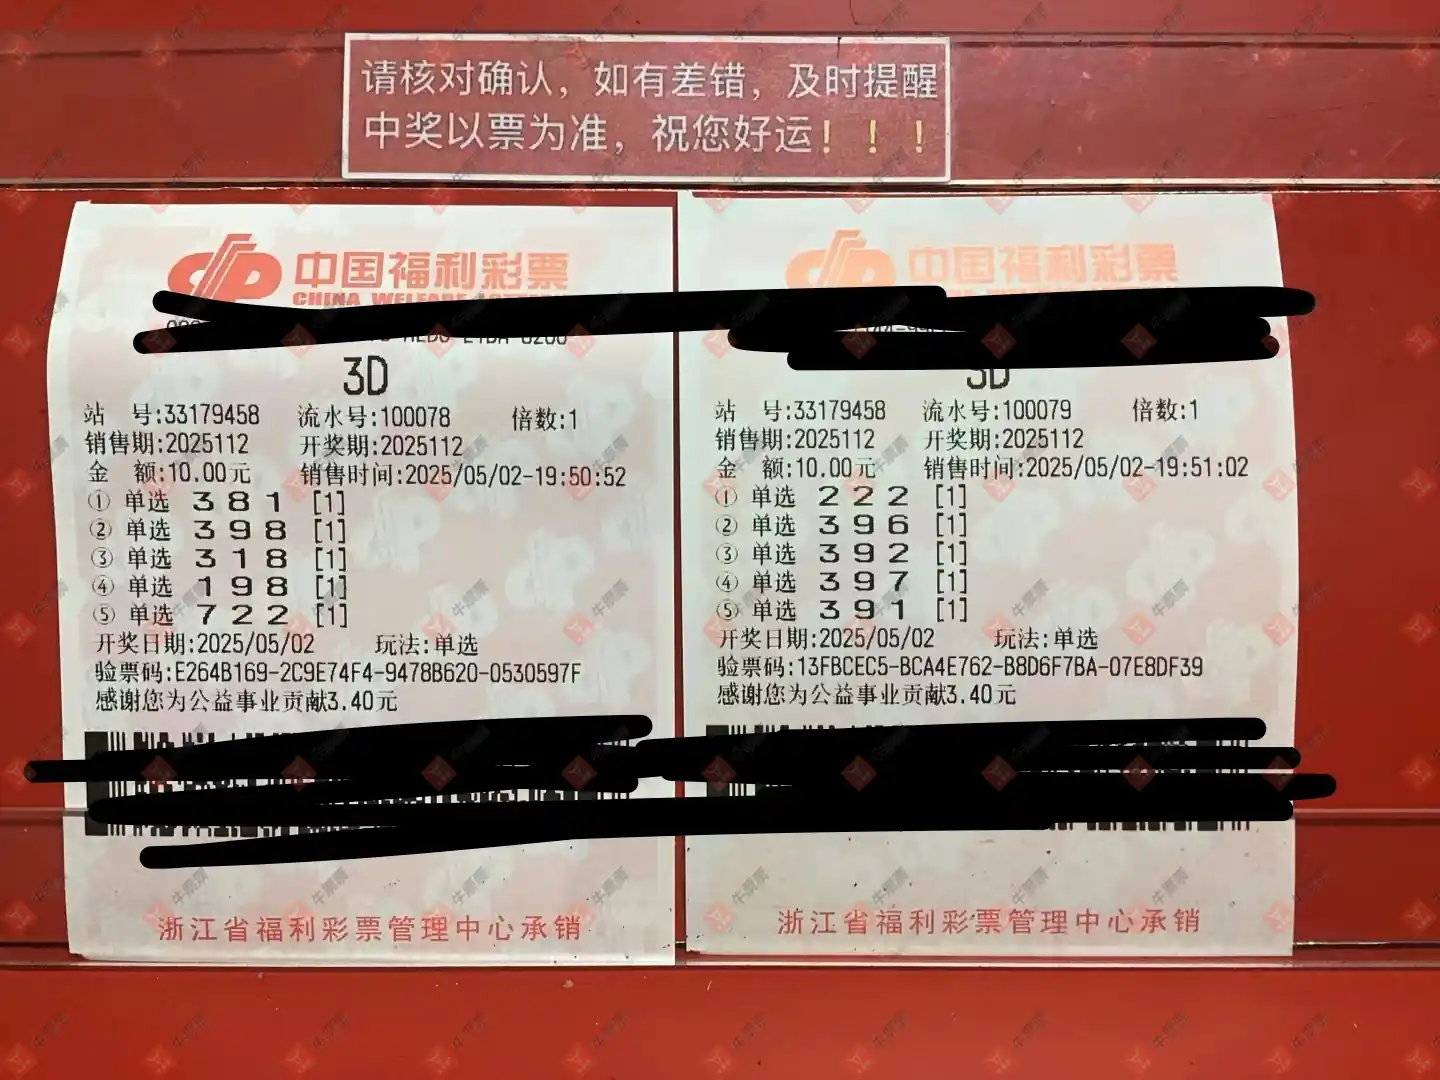 请核对确认，如有差错，及时提醒
中奖以票为准，祝您好运！！！
中国福利彩票
CHINA WELFARE
3D
站 号:33179458 流水号:100078 倍数:1
销售期:2025112 开奖期:2025112
金 额:10.00元 销售时间:2025/05/02-19:50:52
① 单选 3 8 1 [1]
② 单选 3 9 8 [1]
③ 单选 3 1 8 [1]
④ 单选 1 9 8 [1]
⑤ 单选 7 2 2 [1]
开奖日期:2025/05/02 玩法:单选
验票码:E264B169-2C9E74F4-9478B620-0530597F
感谢您为公益事业贡献3.40元
浙江省福利彩票管理中心承销
中国福利彩票
3D
站 号:33179458 流水号:100079 倍数:1
销售期:2025112 开奖期:2025112
金 额:10.00元 销售时间:2025/05/02-19:51:02
① 单选 2 2 2 [1]
② 单选 3 9 6 [1]
③ 单选 3 9 2 [1]
④ 单选 3 9 7 [1]
⑤ 单选 3 9 1 [1]
开奖日期:2025/05/02 玩法:单选
验票码:13FBCEC5-BCA4E762-B8D6F7BA-07E8DF39
感谢您为公益事业贡献3.40元
浙江省福利彩票管理中心承销